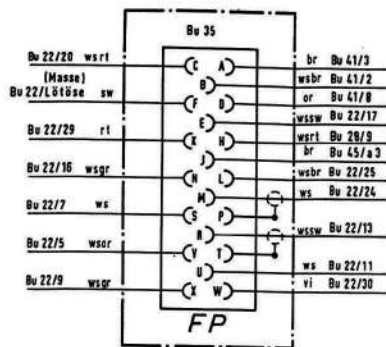 Bu 35
Bu 22/20 wsrt C A br Bu 41/3
(Masse) B wsbr Bu 41/2
Bu 22/Lötöse sw F D or Bu 41/8
E wssw Bu 22/17
Bu 22/29 rt K H wsrt Bu 28/9
J br Bu 45/a3
Bu 22/16 wsgr N L wsbr Bu 22/25
M ws Bu 22/24
Bu 22/7 ws S P
R wssw Bu 22/13
Bu 22/5 wsor V T
U ws Bu 22/11
Bu 22/9 wsgr X W vi Bu 22/30
FP